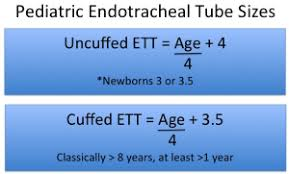 Pediatric Endotracheal Tube Sizes
Uncuffed ETT = Age + 4
4
*Newborns 3 or 3.5
Cuffed ETT = Age + 3.5
4
Classically > 8 years, at least >1 year